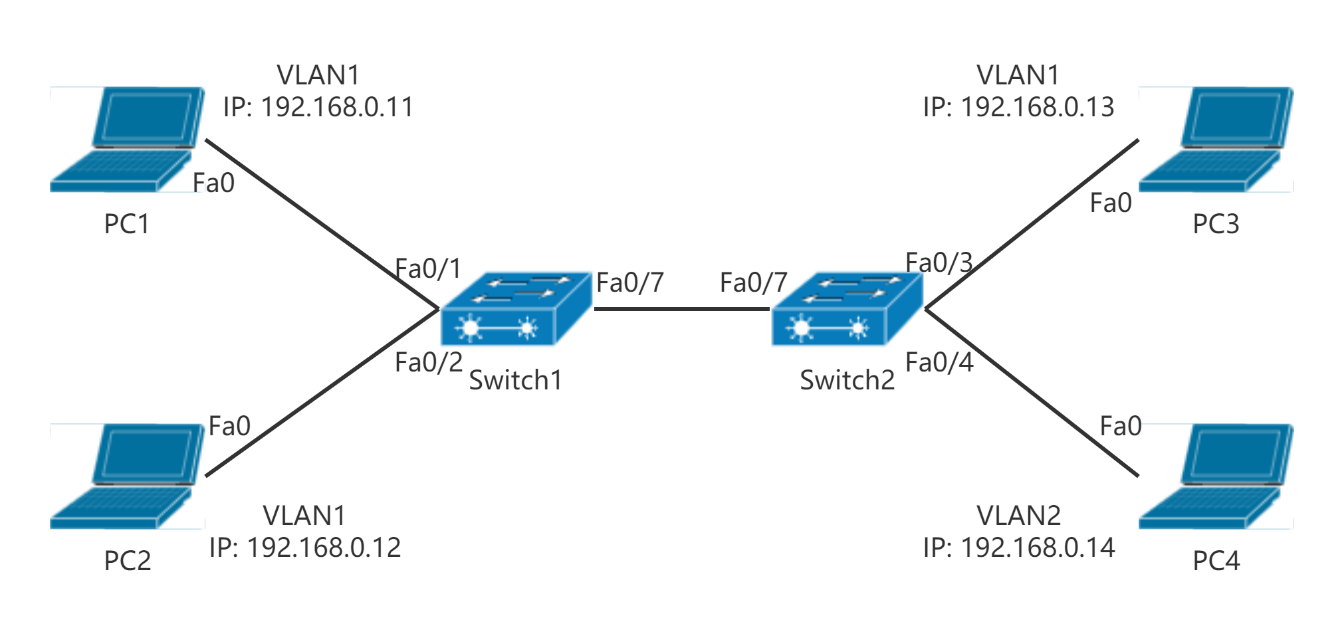 VLAN1
IP: 192.168.0.11
Fa0
PC1
VLAN1
IP: 192.168.0.13
Fa0
PC3
Fa0/1
Fa0/7
Fa0/7
Fa0/3
Fa0/2
Switch1
Switch2
Fa0/4
Fa0
VLAN1
IP: 192.168.0.12
PC2
Fa0
VLAN2
IP: 192.168.0.14
PC4